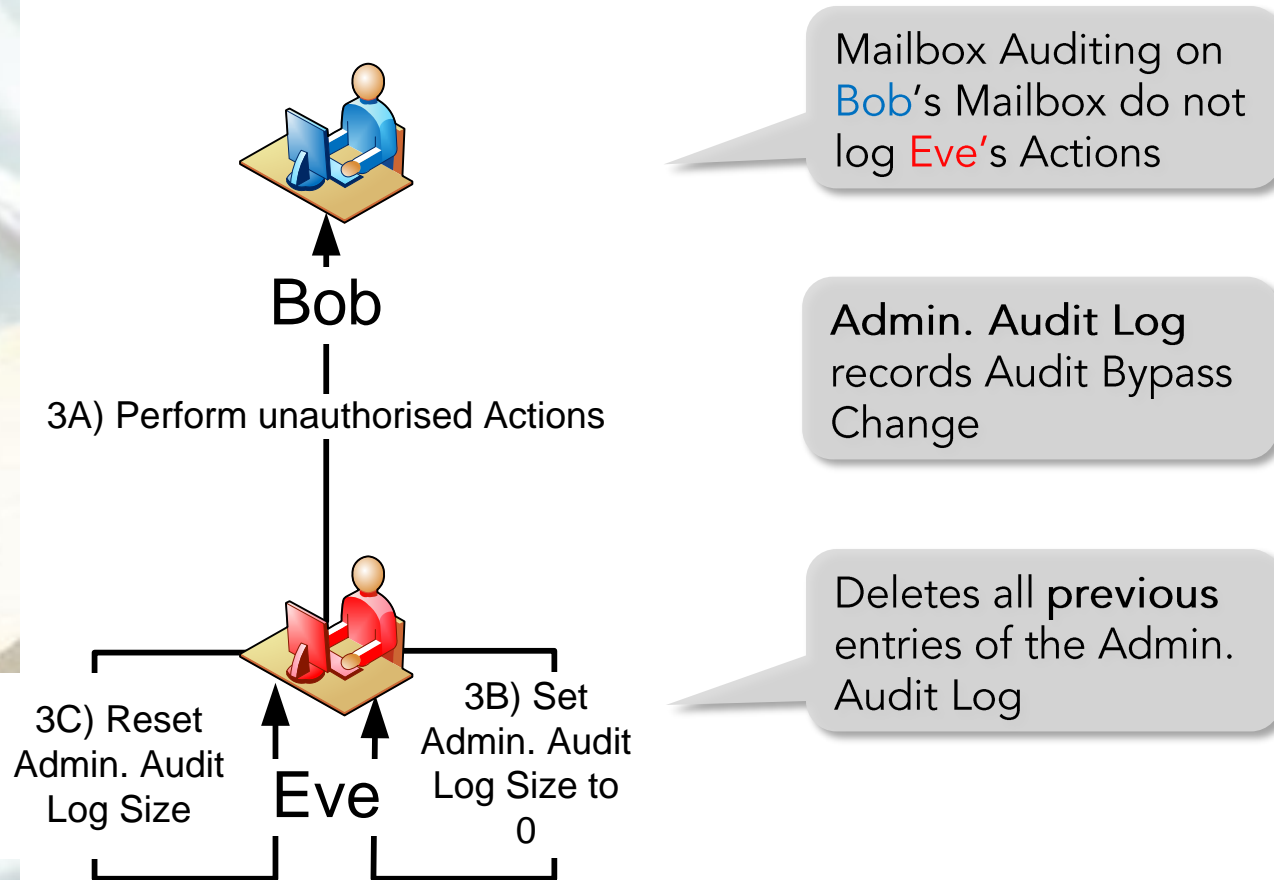 Mailbox Auditing on
Bob's Mailbox do not
log Eve's Actions
Bob
Admin. Audit Log
records Audit Bypass
Change
3A) Perform unauthorised Actions
Deletes all previous
entries of the Admin.
Audit Log
3C) Reset
Admin. Audit
Log Size
Eve
3B) Set
Admin. Audit
Log Size to
0